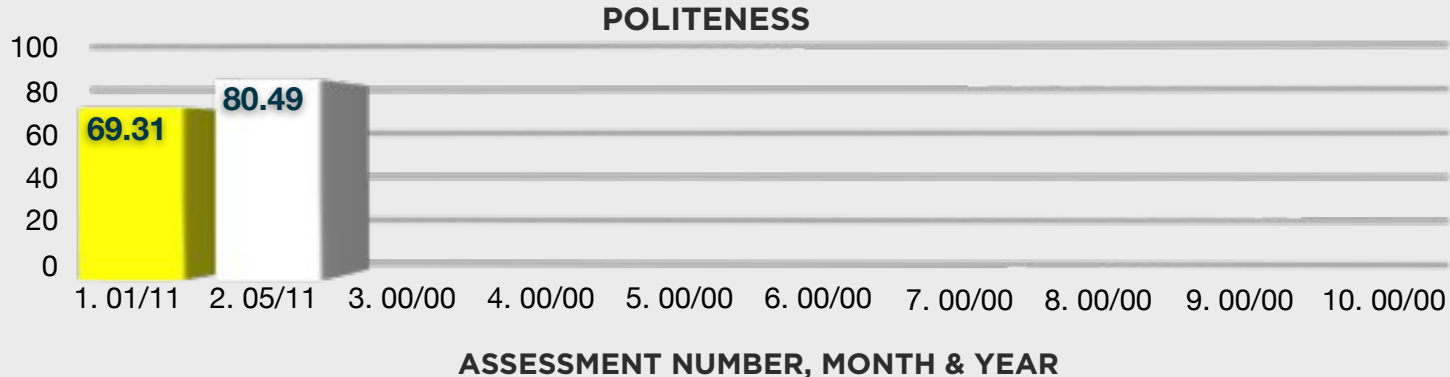 POLITENESS
100
80
60
40
20
0
69.31
80.49
1. 01/11 2. 05/11 3. 00/00 4. 00/00 5. 00/00 6. 00/00 7. 00/00 8. 00/00 9. 00/00 10. 00/00
ASSESSMENT NUMBER, MONTH & YEAR